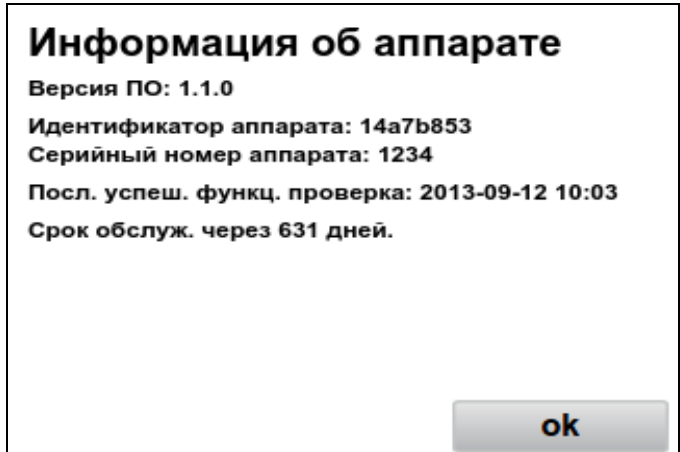 Информация об аппарате
Версия ПО: 1.1.0
Идентификатор аппарата: 14a7b853
Серийный номер аппарата: 1234
Посл. успеш. функц. проверка: 2013-09-12 10:03
Срок обслуж. через 631 дней.
ok